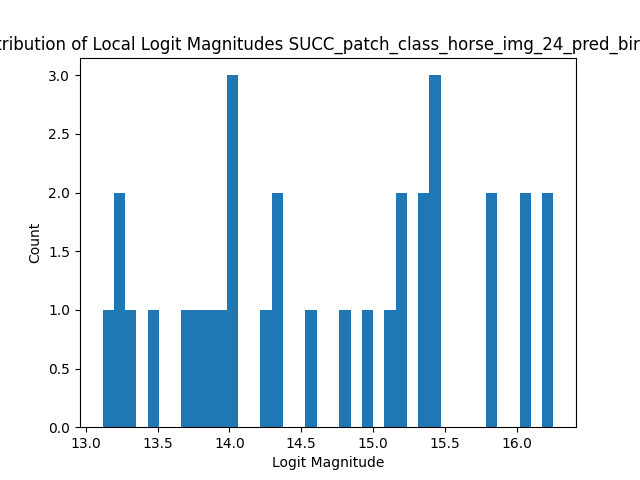 tribution of Local Logit Magnitudes SUCC_patch_class_horse_img_24_pred_bir
3.0
2.5
2.0
1.5
1.0
0.5
0.0
Count
13.0 13.5 14.0 14.5 15.0 15.5 16.0
Logit Magnitude